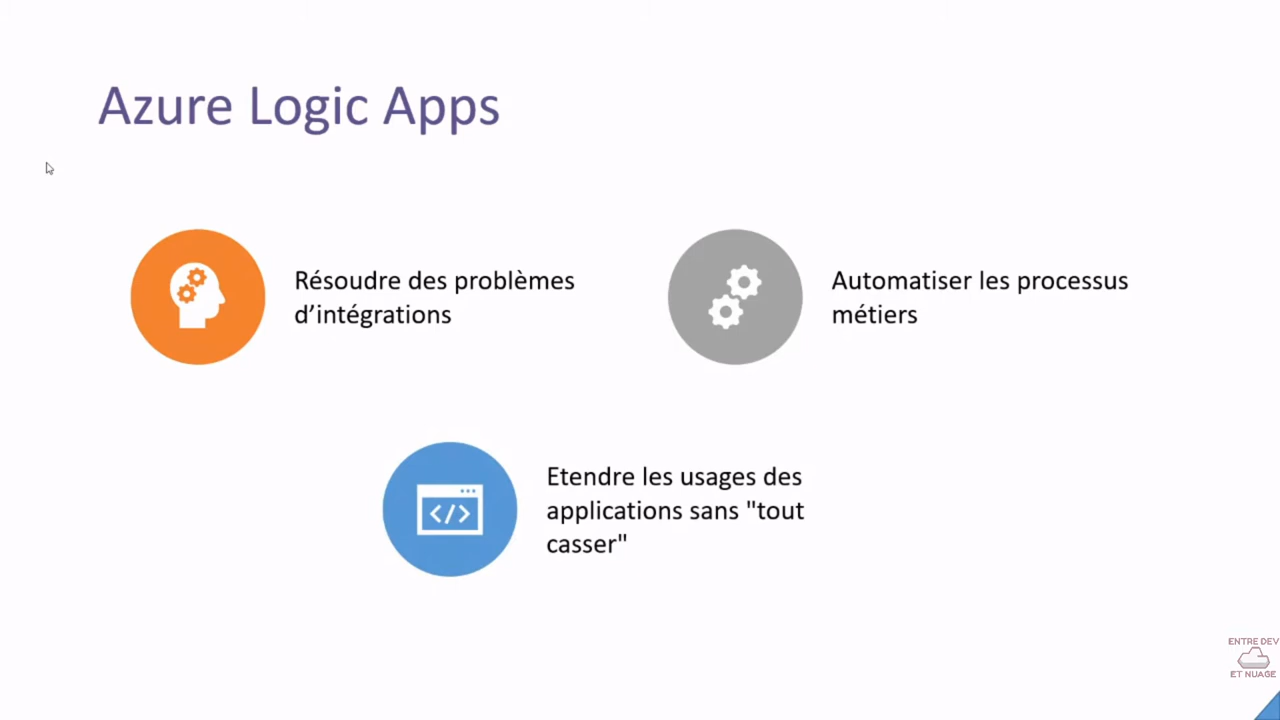 Azure Logic Apps
Résoudre des problèmes
d’intégrations
Automatiser les processus
métiers
Etendre les usages des
applications sans "tout
casser"
</>
ENTRE DEV
ET NUAGE